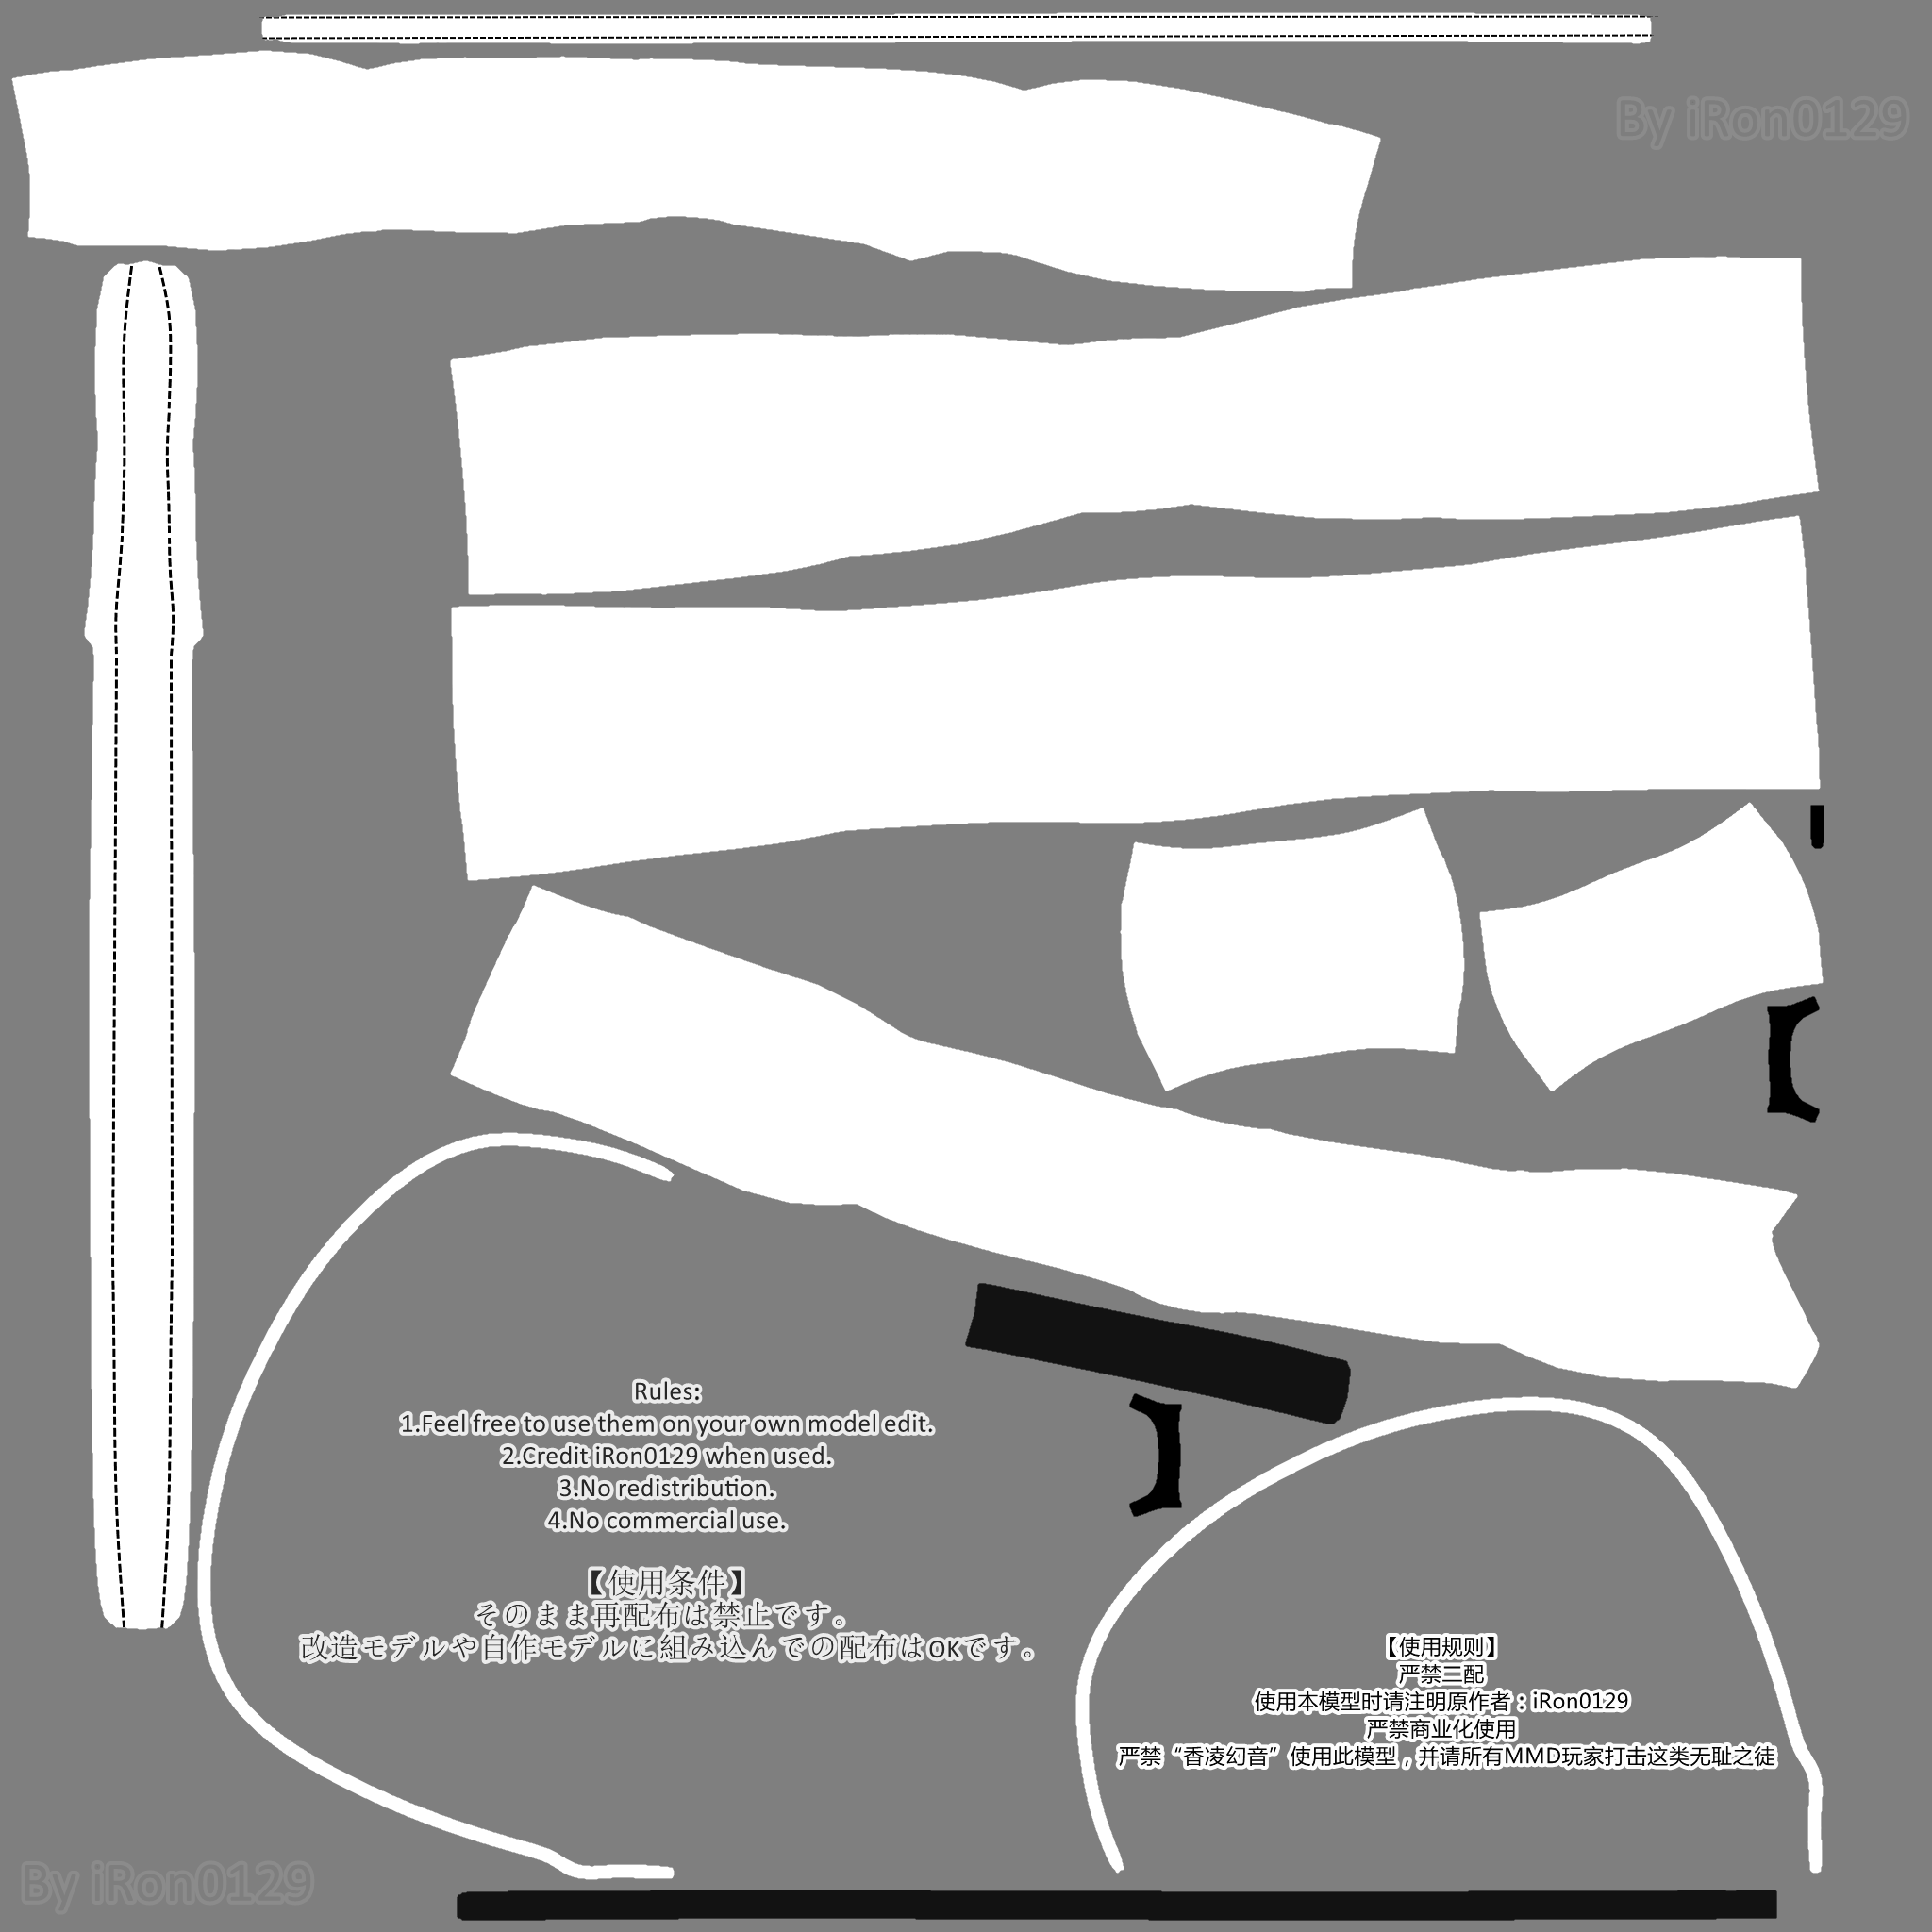 By iRon0129
Rules:
1.Feel free to use them on your own model edit.
2.Credit iRon0129 when used.
3.No redistribution.
4.No commercial use.
【使用条件】
そのまま再配布は禁止です。
改造モデルや自作モデルに組み込んでの配布はOKです。
【使用规则】
严禁二配
使用本模型时请注明原作者：iRon0129
严禁商业化使用
严禁“香凌幻音”使用此模型，并请所有MMD玩家打击这类无耻之徒
By iRon0129